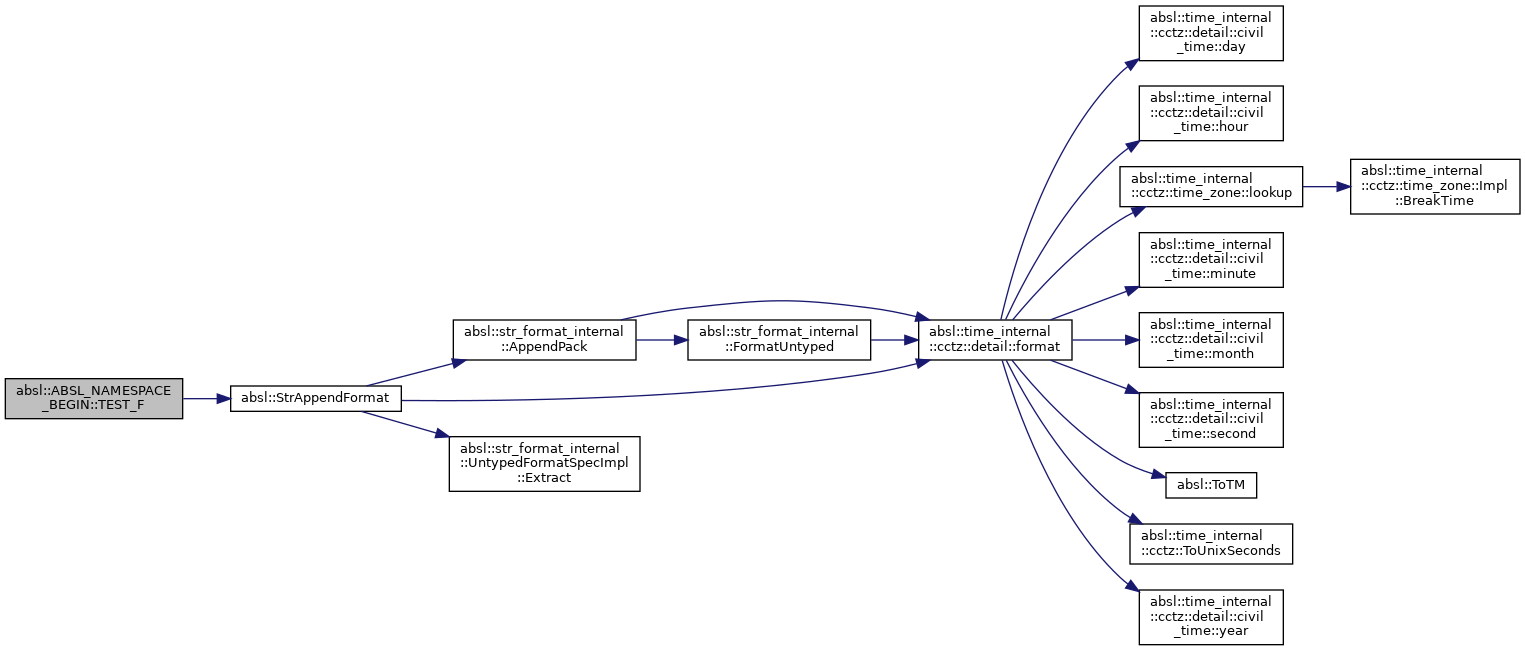 absl::ABSL_NAMESPACE
_BEGIN::TEST_F
absl::StrAppendFormat
absl::str_format_internal
::AppendPack
absl::str_format_internal
::UntypedFormatSpecImpl
::Extract
absl::str_format_internal
::FormatUntyped
absl::time_internal
::cctz::detail::format
absl::time_internal
::cctz::detail::civil
_time::day
absl::time_internal
::cctz::detail::civil
_time::hour
absl::time_internal
::cctz::time_zone::lookup
absl::time_internal
::cctz::time_zone::Impl
::BreakTime
absl::time_internal
::cctz::detail::civil
_time::minute
absl::time_internal
::cctz::detail::civil
_time::month
absl::time_internal
::cctz::detail::civil
_time::second
absl::ToTM
absl::time_internal
::cctz::ToUnixSeconds
absl::time_internal
::cctz::detail::civil
_time::year